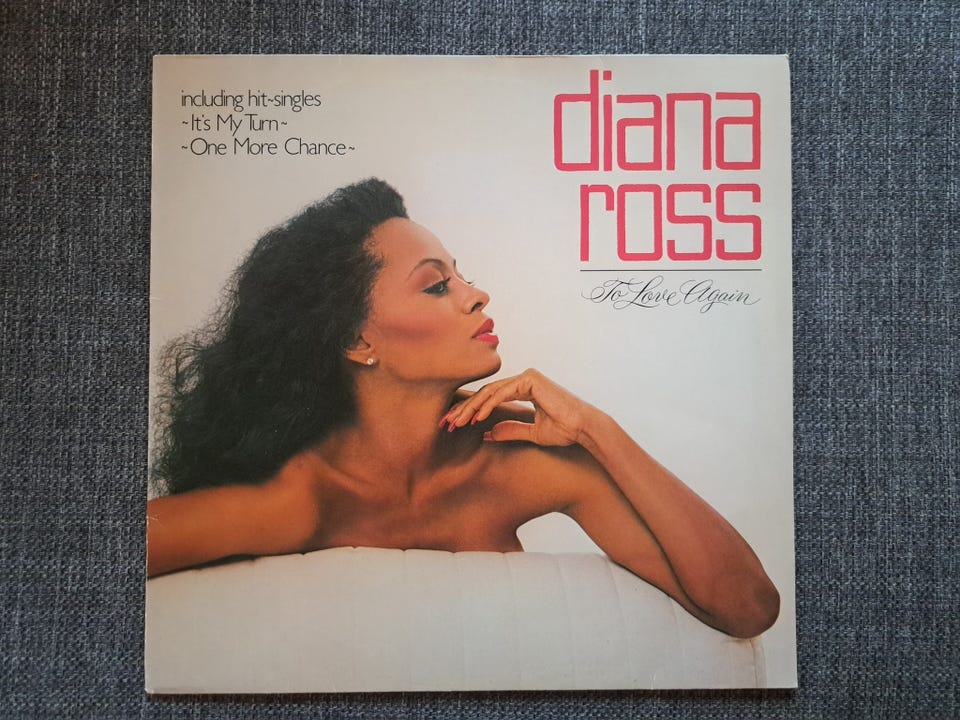 including hit~singles
~It's My Turn~
~One More Chance~
diana
ross
To Love Again